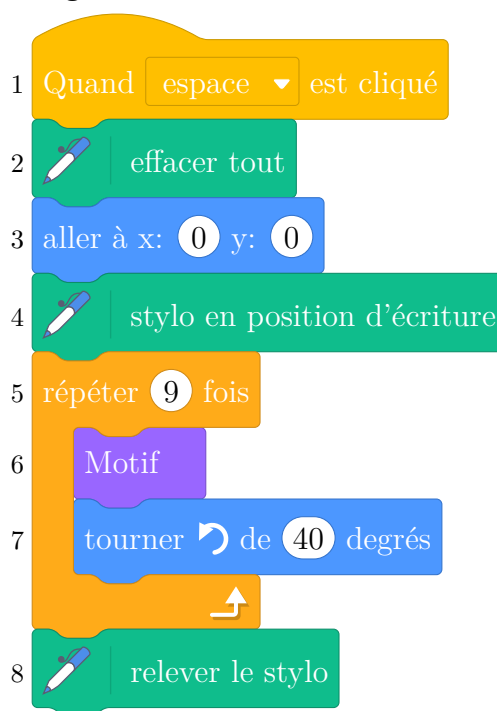 1 Quand espace est cliqué
2 effacer tout
3 aller à x: 0 y: 0
4 stylo en position d'écriture
5 répéter 9 fois
6 Motif
7 tourner de 40 degrés
8 relever le stylo